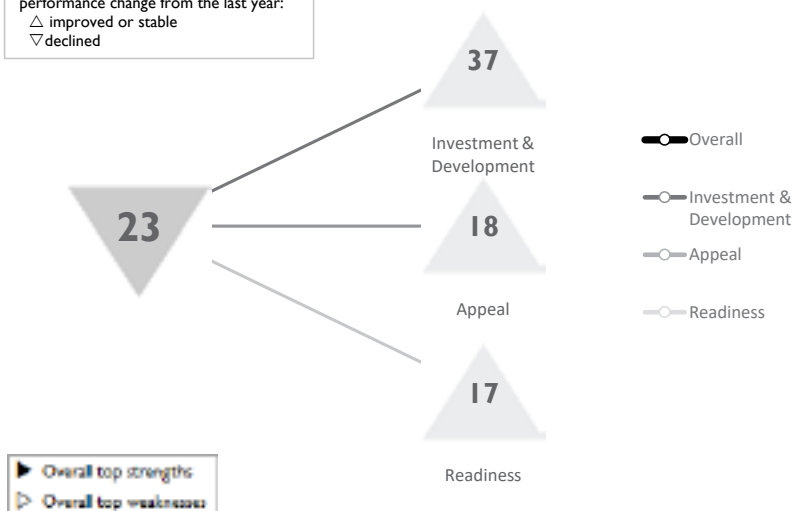 performance change from the last year:
△ improved or stable
▽ declined
37
Investment &
Development
23
18
Appeal
17
Readiness
Overall
Investment &
Development
Appeal
Readiness
▶ Overall top strengths
▷ Overall top weaknesses